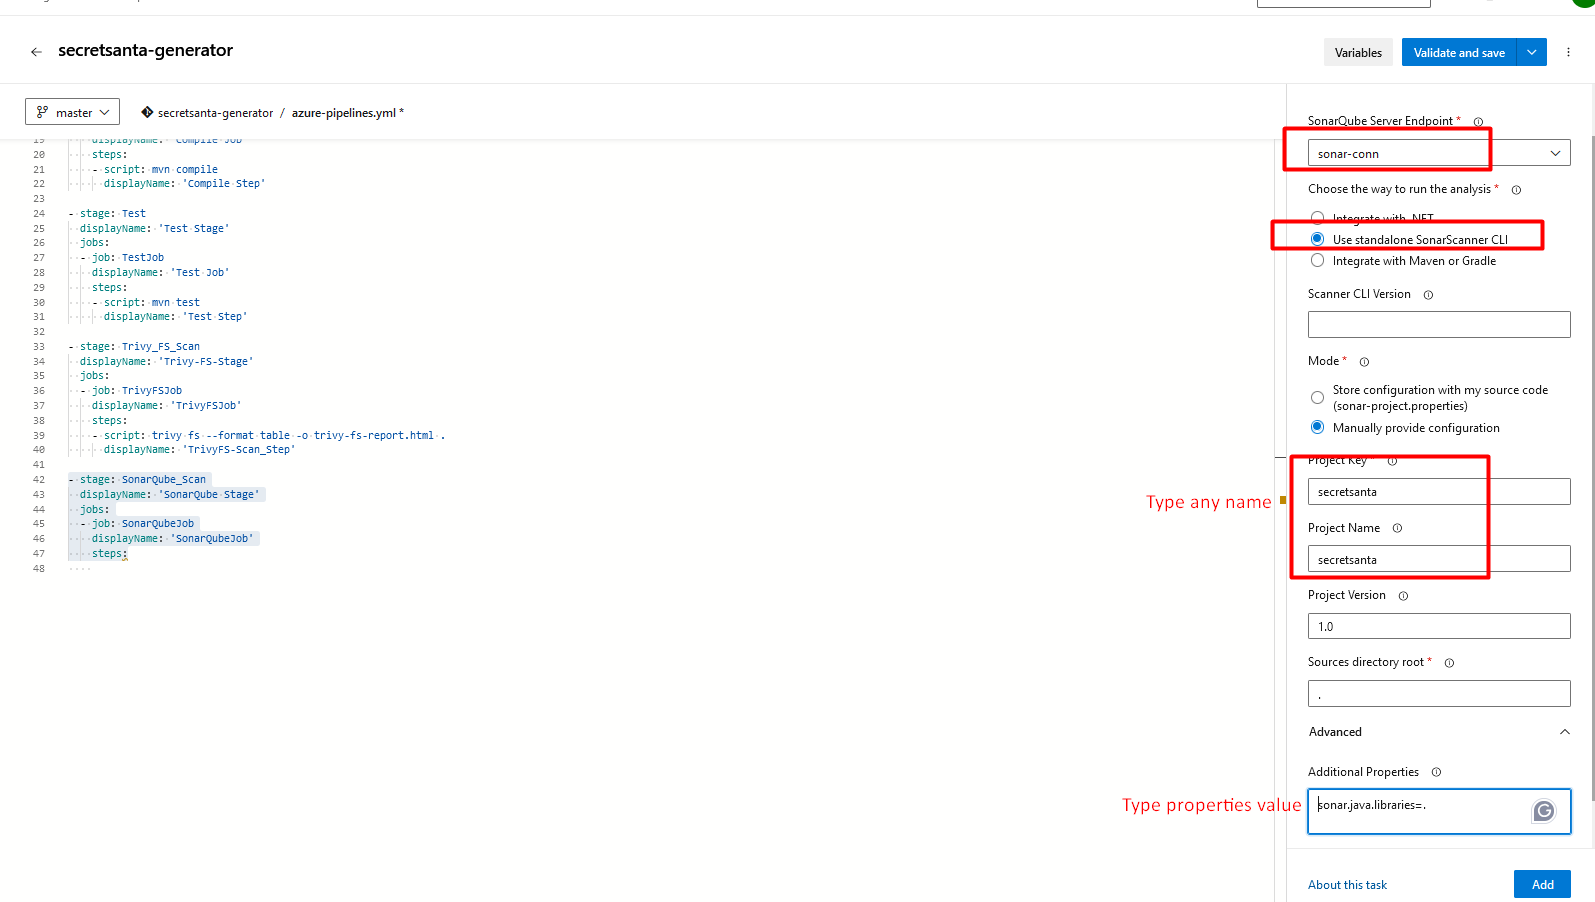 secretsanta-generator
Variables
Validate and save
master
secretsanta-generator / azure-pipelines.yml *
19 displayName: 'Compile Job'
20 steps:
21 - script: mvn compile
22 displayName: 'Compile Step'
23
24 - stage: Test
25 displayName: 'Test Stage'
26 jobs:
27 - job: TestJob
28 displayName: 'Test Job'
29 steps:
30 - script: mvn test
31 displayName: 'Test Step'
32
33 - stage: Trivy_FS_Scan
34 displayName: 'Trivy-FS-Stage'
35 jobs:
36 - job: TrivyFSJob
37 displayName: 'TrivyFSJob'
38 steps:
39 - script: trivy fs --format table -o trivy-fs-report.html .
40 displayName: 'TrivyFS-Scan_Step'
41
42 - stage: SonarQube_Scan
43 displayName: 'SonarQube Stage'
44 jobs:
45 - job: SonarQubeJob
46 displayName: 'SonarQubeJob'
47 steps:
48
SonarQube Server Endpoint *
sonar-conn
Choose the way to run the analysis *
Integrate with .NET
Use standalone SonarScanner CLI
Integrate with Maven or Gradle
Scanner CLI Version
Mode *
Store configuration with my source code
(sonar-project.properties)
Manually provide configuration
Project Key *
Type any name
secretsanta
Project Name
secretsanta
Project Version
1.0
Sources directory root *
.
Advanced
Additional Properties
Type properties value
sonar.java.libraries=.
About this task
Add